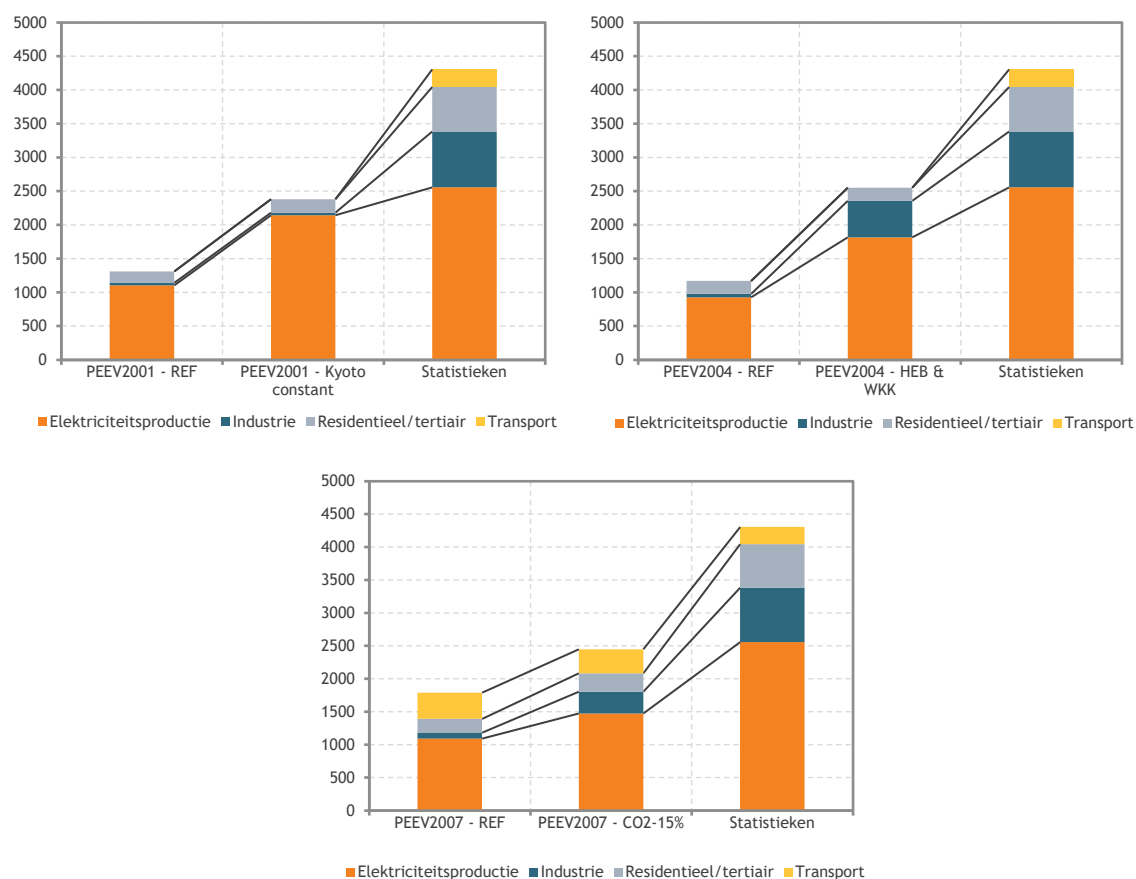 5000
4500
4000
3500
3000
2500
2000
1500
1000
500
0
PEEV2001 - REF
PEEV2001 - Kyoto
constant
Statistieken
Elektriciteitsproductie Industrie Residentieel/tertiair Transport
5000
4500
4000
3500
3000
2500
2000
1500
1000
500
0
PEEV2004 - REF
PEEV2004 - HEB &
WKK
Statistieken
Elektriciteitsproductie Industrie Residentieel/tertiair Transport
5000
4500
4000
3500
3000
2500
2000
1500
1000
500
0
PEEV2007 - REF
PEEV2007 - CO2-15%
Statistieken
Elektriciteitsproductie Industrie Residentieel/tertiair Transport